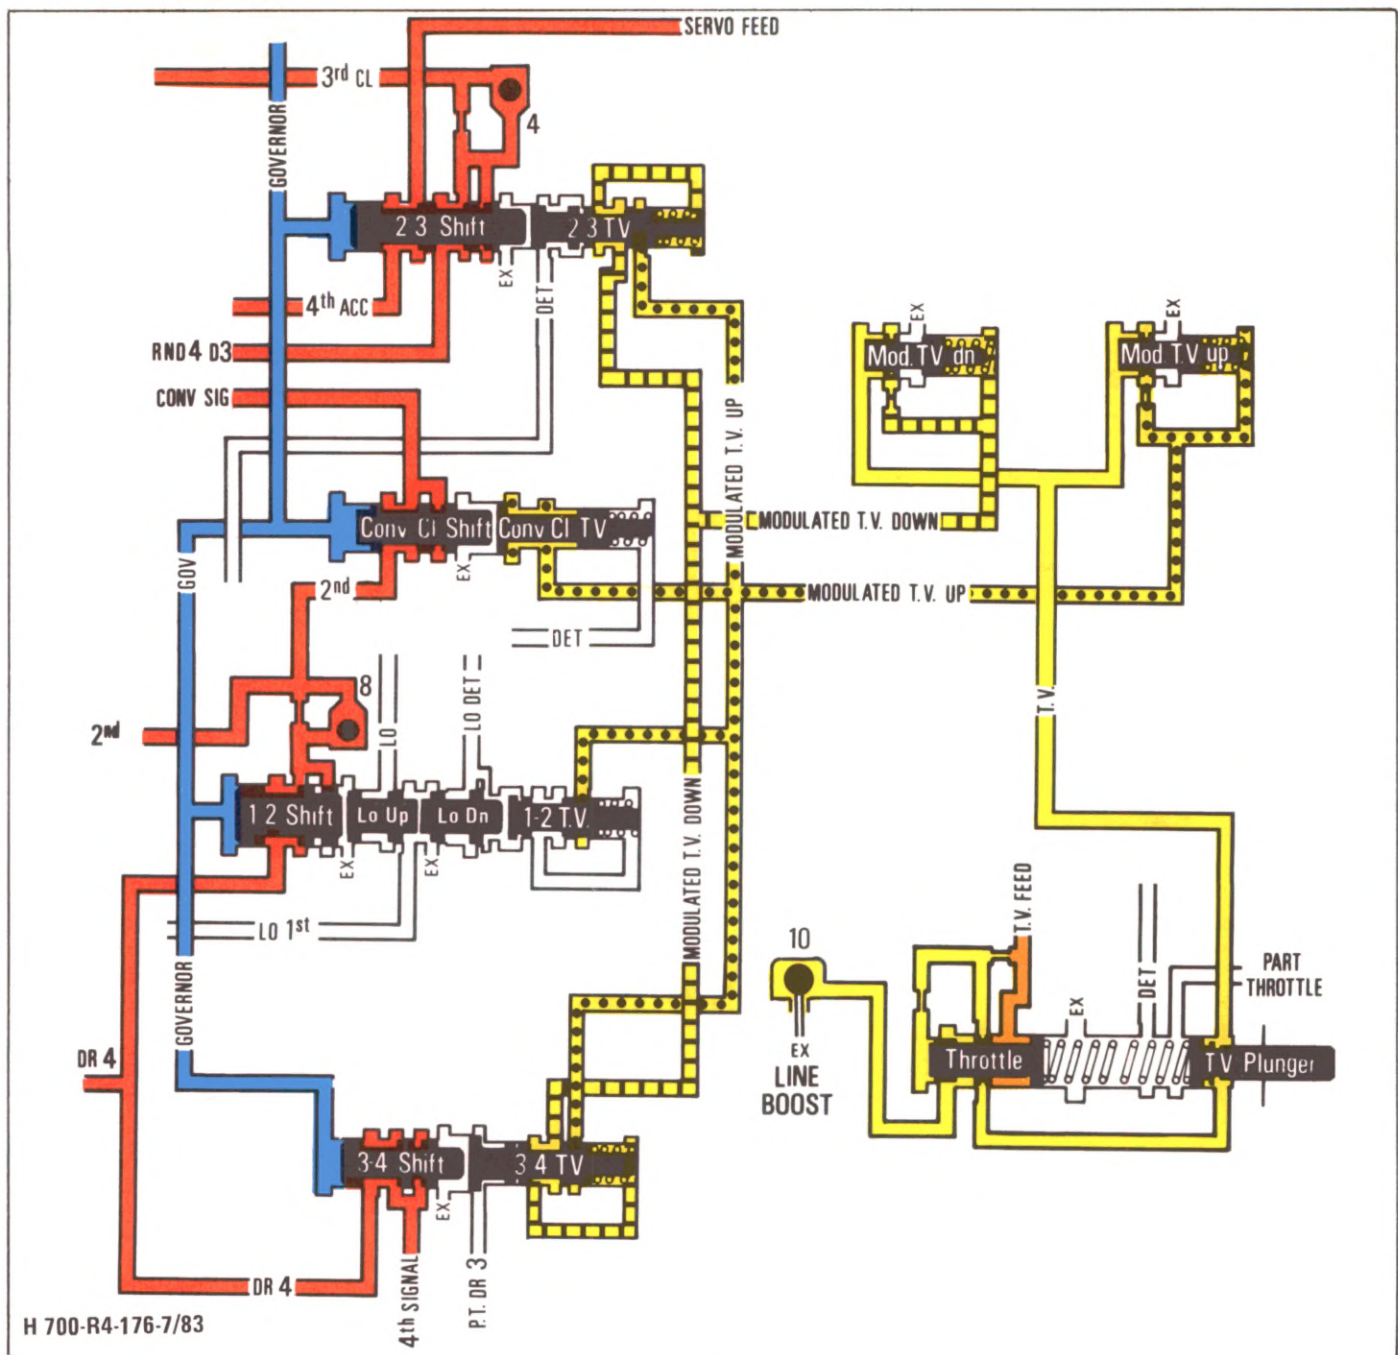 SERVO FEED
3rd CL
4
GOVERNOR
2 3 Shift
2 3 TV
EX
DET
4th ACC
RND4 D3
CONV SIG
EX
Mod. TV dn
EX
Mod. T.V up
MODULATED T.V. UP
Conv Cl Shift
Conv Cl TV
MODULATED T.V. DOWN
EX
GOV
2nd
MODULATED T.V. UP
DET
8
LO
LO DET
T.V.
2nd
1 2 Shift
Lo Up
Lo Dn
1-2 T.V.
MODULATED T.V. DOWN
EX
EX
LO 1st
GOVERNOR
10
T.V. FEED
DET
PART
THROTTLE
EX
EX
LINE
BOOST
Throttle
TV Plunger
DR 4
3-4 Shift
3 4 TV
EX
DR 4
4th SIGNAL
P.T. DR 3
H 700-R4-176-7/83